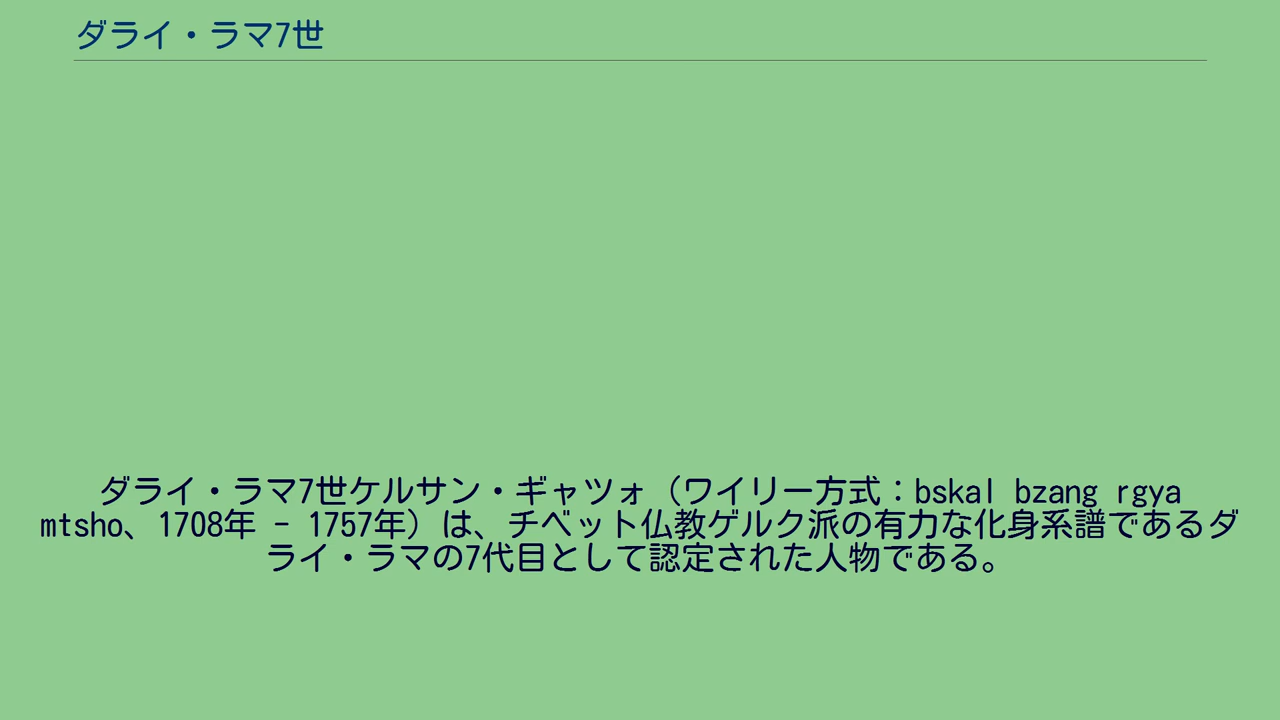 ダライ・ラマ7世
ダライ・ラマ7世ケルサン・ギャツォ（ワイリー方式：bskal bzang rgya
mtsho、1708年 - 1757年）は、チベット仏教ゲルク派の有力な化身系譜であるダ
ライ・ラマの7代目として認定された人物である。